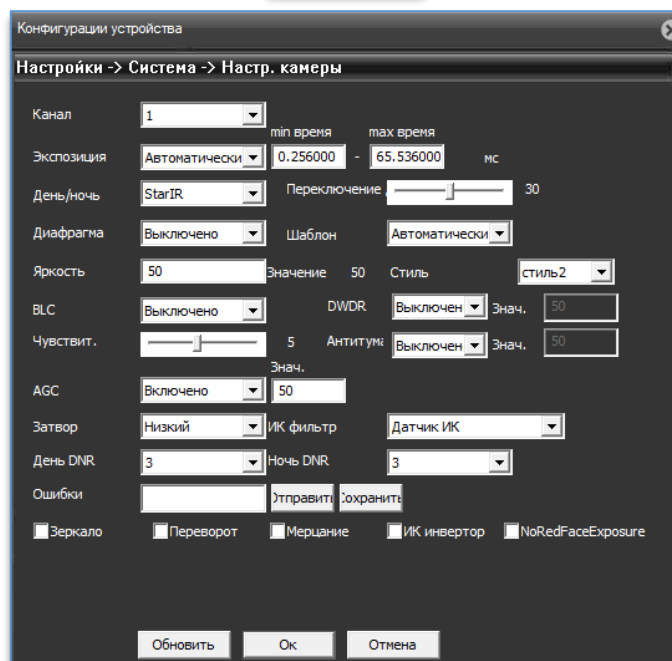 Конфигурации устройства
Настройки -> Система -> Настр. камеры
Канал 1
min время max время
Экспозиция Автоматически 0.256000 - 65.536000 мс
День/ночь StarIR Переключение 30
Диафрагма Выключено Шаблон Автоматически
Яркость 50 Значение 50 Стиль стиль2
BLC Выключено DWDR Выключен Знач. 50
Чувствит. 5 Антитума Выключен Знач. 50
Знач.
AGC Включено 50
Затвор Низкий ИК фильтр Датчик ИК
День DNR 3 Ночь DNR 3
Ошибки Отправить Сохранить
Зеркало Переворот Мерцание ИК инвертор NoRedFaceExposure
Обновить Ок Отмена